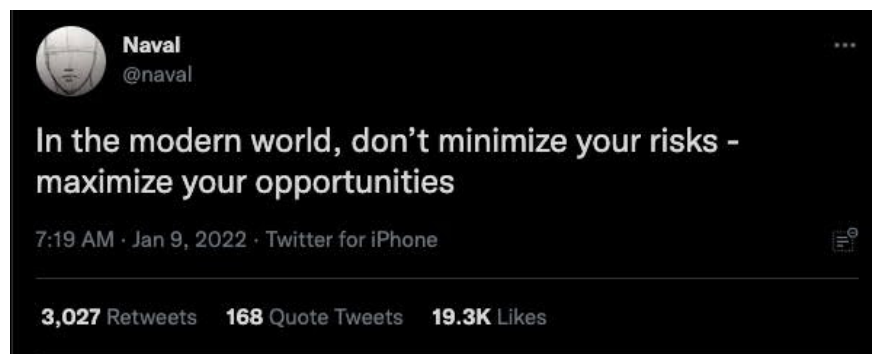 Naval
@naval
In the modern world, don’t minimize your risks -
maximize your opportunities
7:19 AM · Jan 9, 2022 · Twitter for iPhone
3,027 Retweets 168 Quote Tweets 19.3K Likes